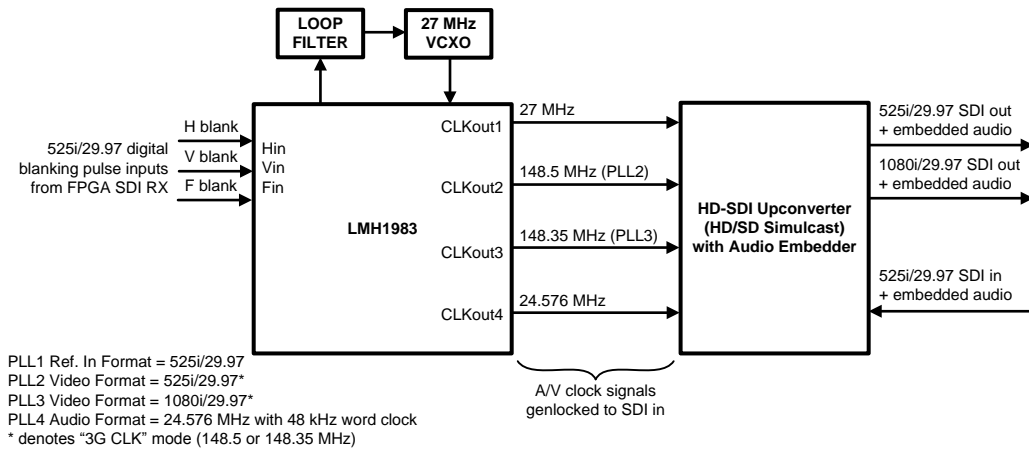 LOOP
FILTER
27 MHz
VCXO
525i/29.97 digital
blanking pulse inputs
from FPGA SDI RX
H blank
V blank
F blank
Hin
Vin
Fin
LMH1983
CLKout1
CLKout2
CLKout3
CLKout4
27 MHz
148.5 MHz (PLL2)
148.35 MHz (PLL3)
24.576 MHz
HD-SDI Upconverter
(HD/SD Simulcast)
with Audio Embedder
525i/29.97 SDI out
+ embedded audio
1080i/29.97 SDI out
+ embedded audio
525i/29.97 SDI in
+ embedded audio
A/V clock signals
genlocked to SDI in
PLL1 Ref. In Format = 525i/29.97
PLL2 Video Format = 525i/29.97*
PLL3 Video Format = 1080i/29.97*
PLL4 Audio Format = 24.576 MHz with 48 kHz word clock
* denotes “3G CLK” mode (148.5 or 148.35 MHz)